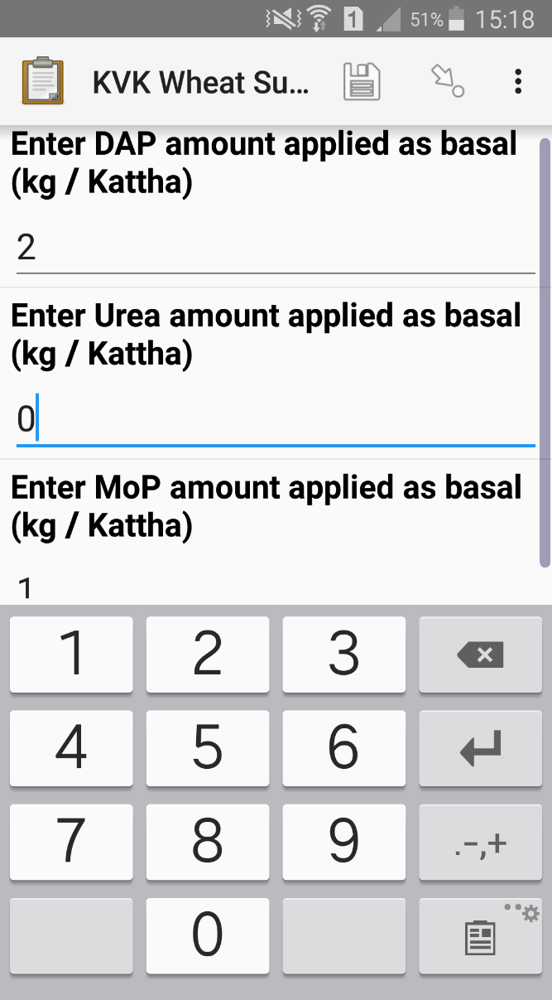 1 51% 15:18
KVK Wheat Su...
Enter DAP amount applied as basal
(kg / Kattha)
2
Enter Urea amount applied as basal
(kg / Kattha)
0
Enter MoP amount applied as basal
(kg / Kattha)
1
1 2 3
4 5 6
7 8 9 .-,+
0